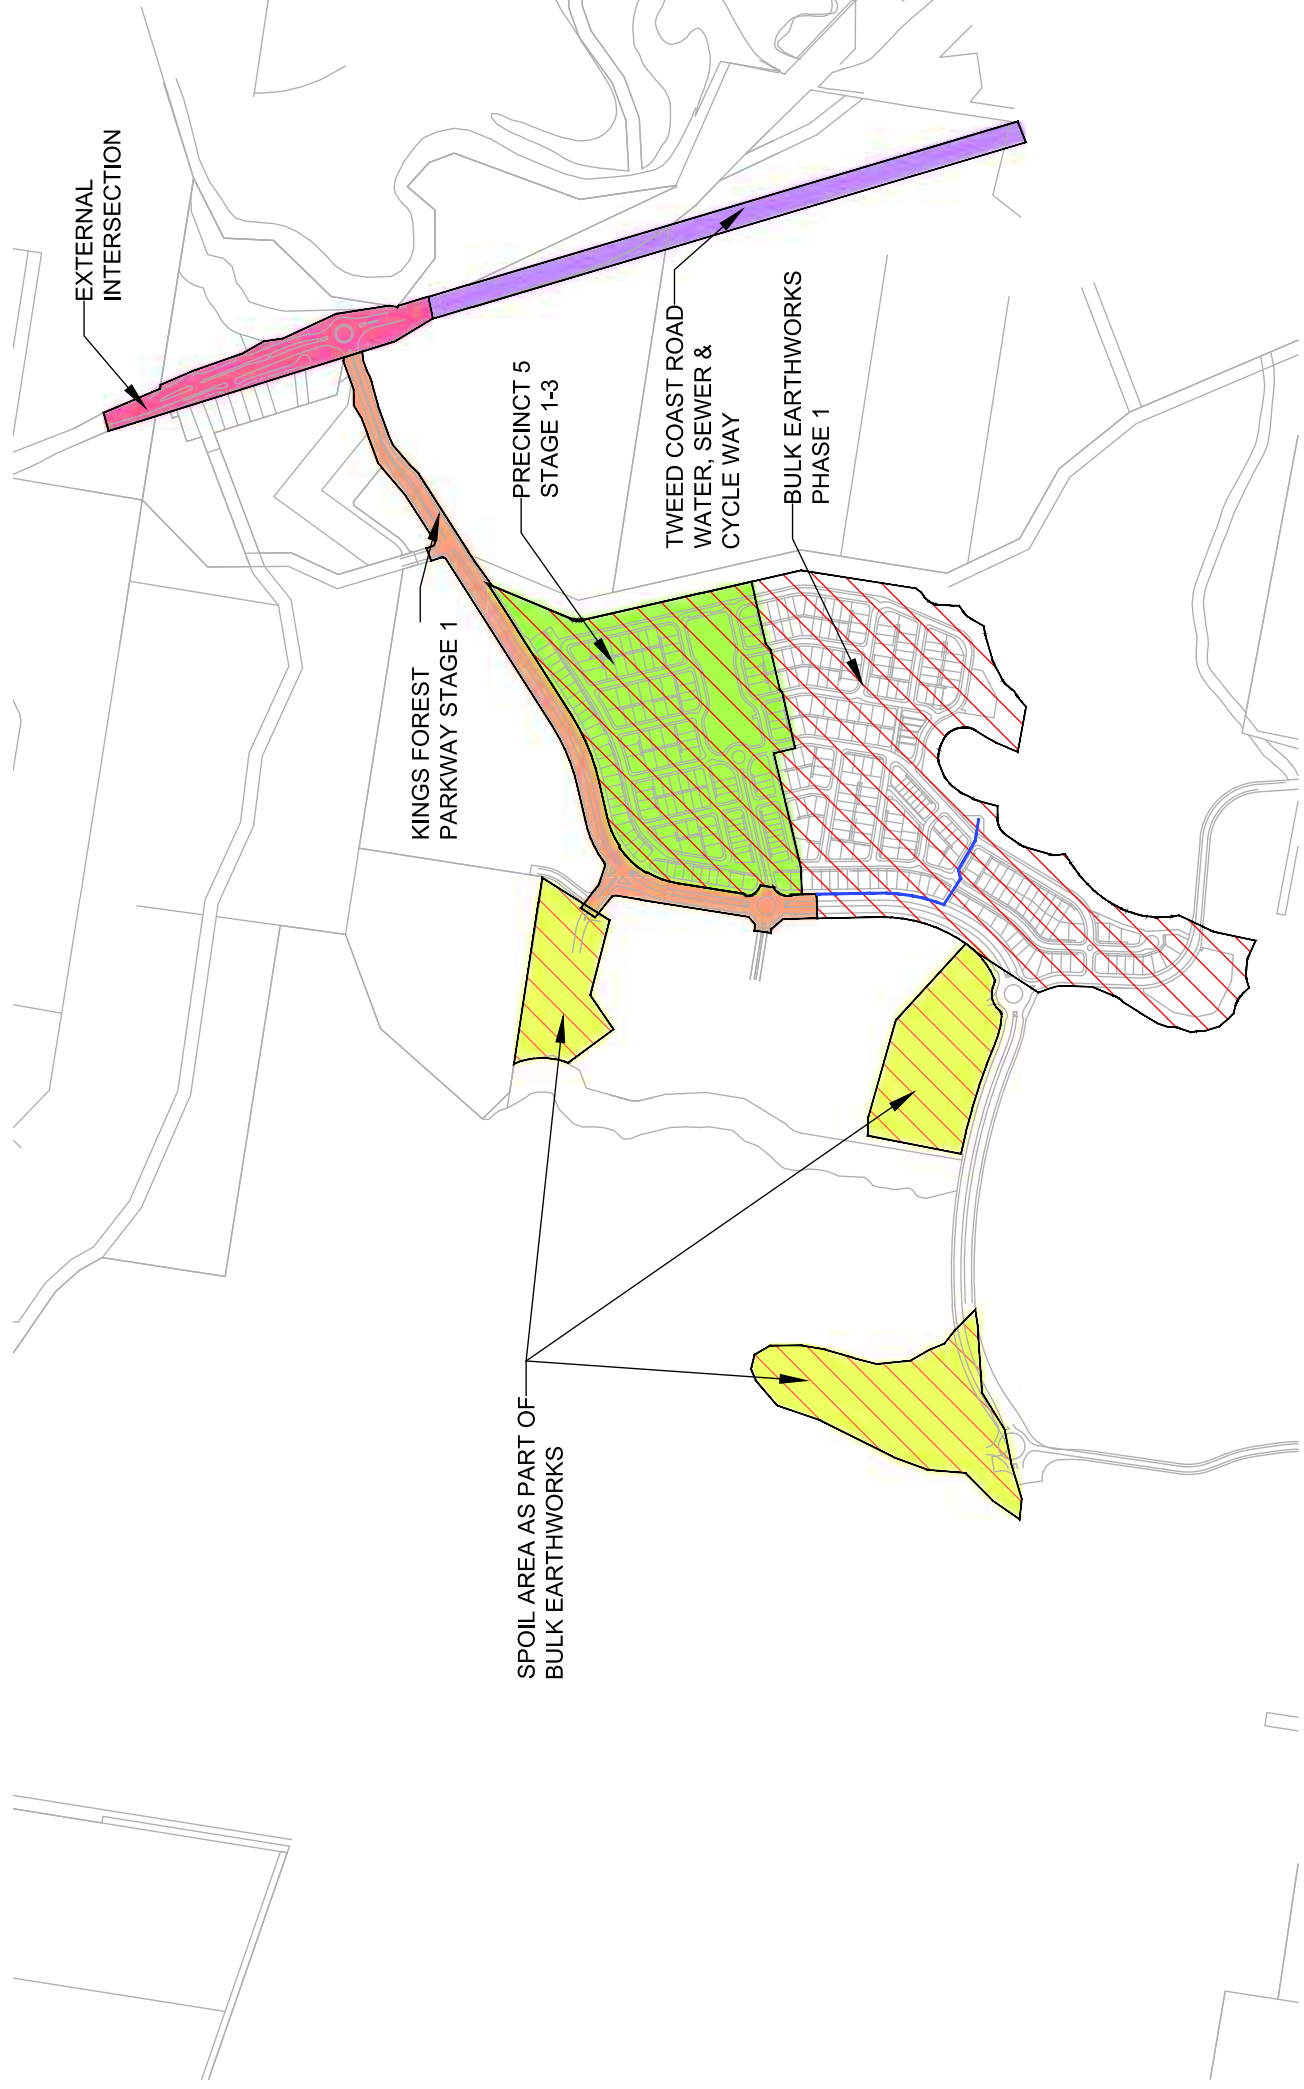 EXTERNAL
INTERSECTION
KINGS FOREST
PARKWAY STAGE 1
PRECINCT 5
STAGE 1-3
TWEED COAST ROAD
WATER, SEWER &
CYCLE WAY
BULK EARTHWORKS
PHASE 1
SPOIL AREA AS PART OF
BULK EARTHWORKS